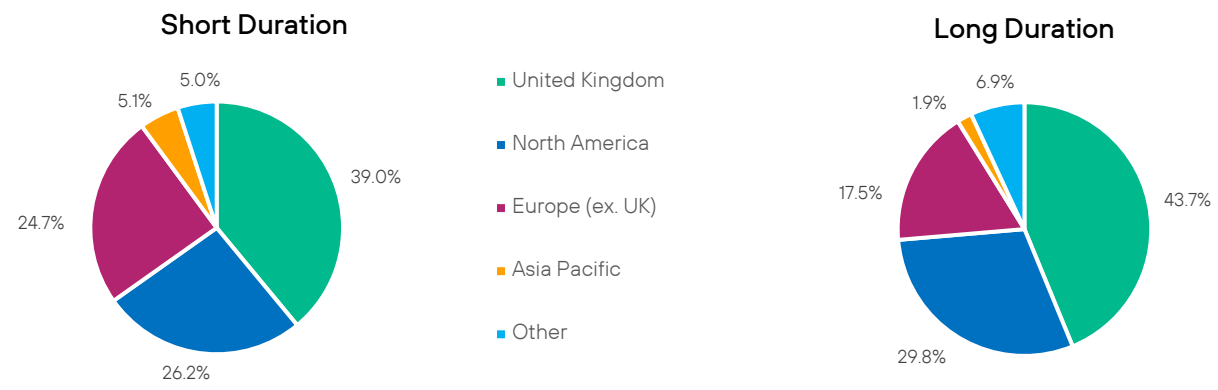 Short Duration
5.0%
5.1%
39.0%
24.7%
26.2%
United Kingdom
North America
Europe (ex. UK)
Asia Pacific
Other
Long Duration
6.9%
1.9%
17.5%
43.7%
29.8%